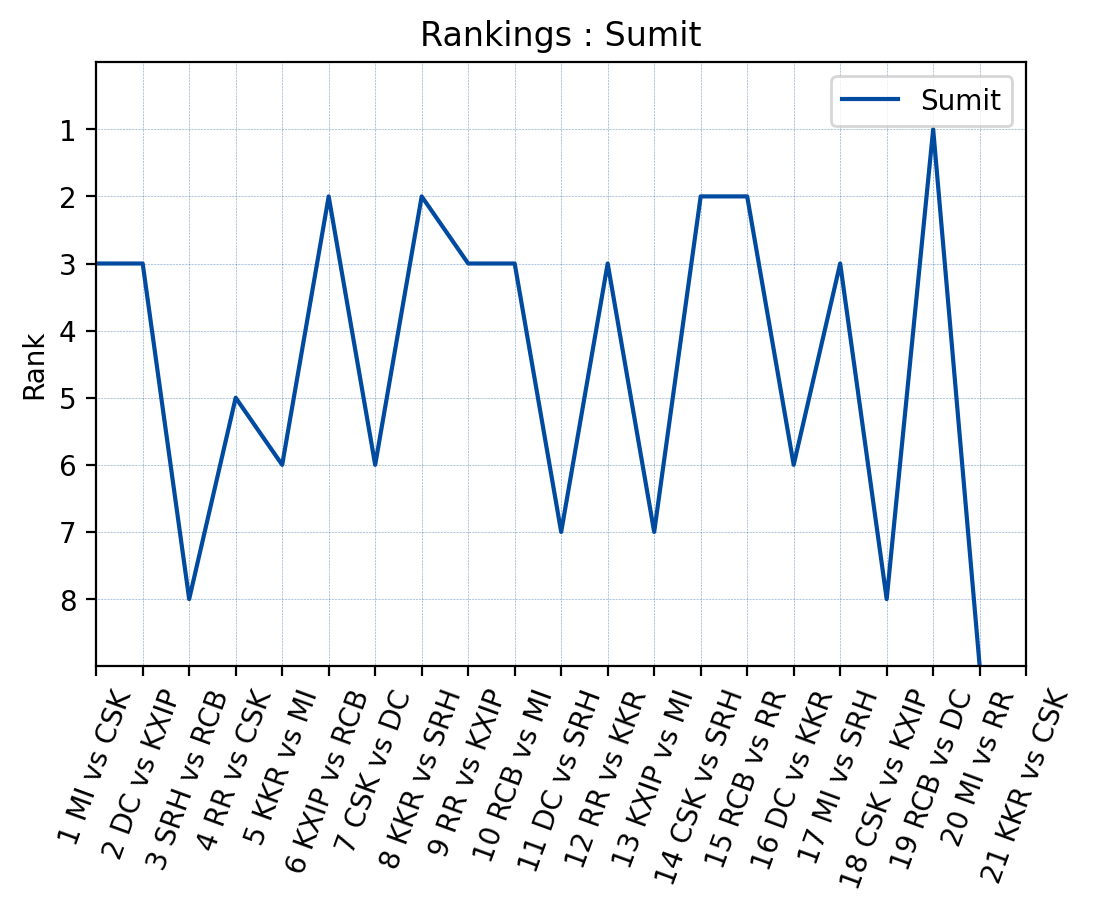 Rankings : Sumit
Sumit
Rank
1
2
3
4
5
6
7
8
1 MI vs CSK
2 DC vs KXIP
3 SRH vs RCB
4 RR vs CSK
5 KKR vs MI
6 KXIP vs RCB
7 CSK vs DC
8 KKR vs SRH
9 RR vs KXIP
10 RCB vs MI
11 DC vs SRH
12 RR vs KKR
13 KXIP vs MI
14 CSK vs SRH
15 RCB vs RR
16 DC vs KKR
17 MI vs SRH
18 CSK vs KXIP
19 RCB vs DC
20 MI vs RR
21 KKR vs CSK